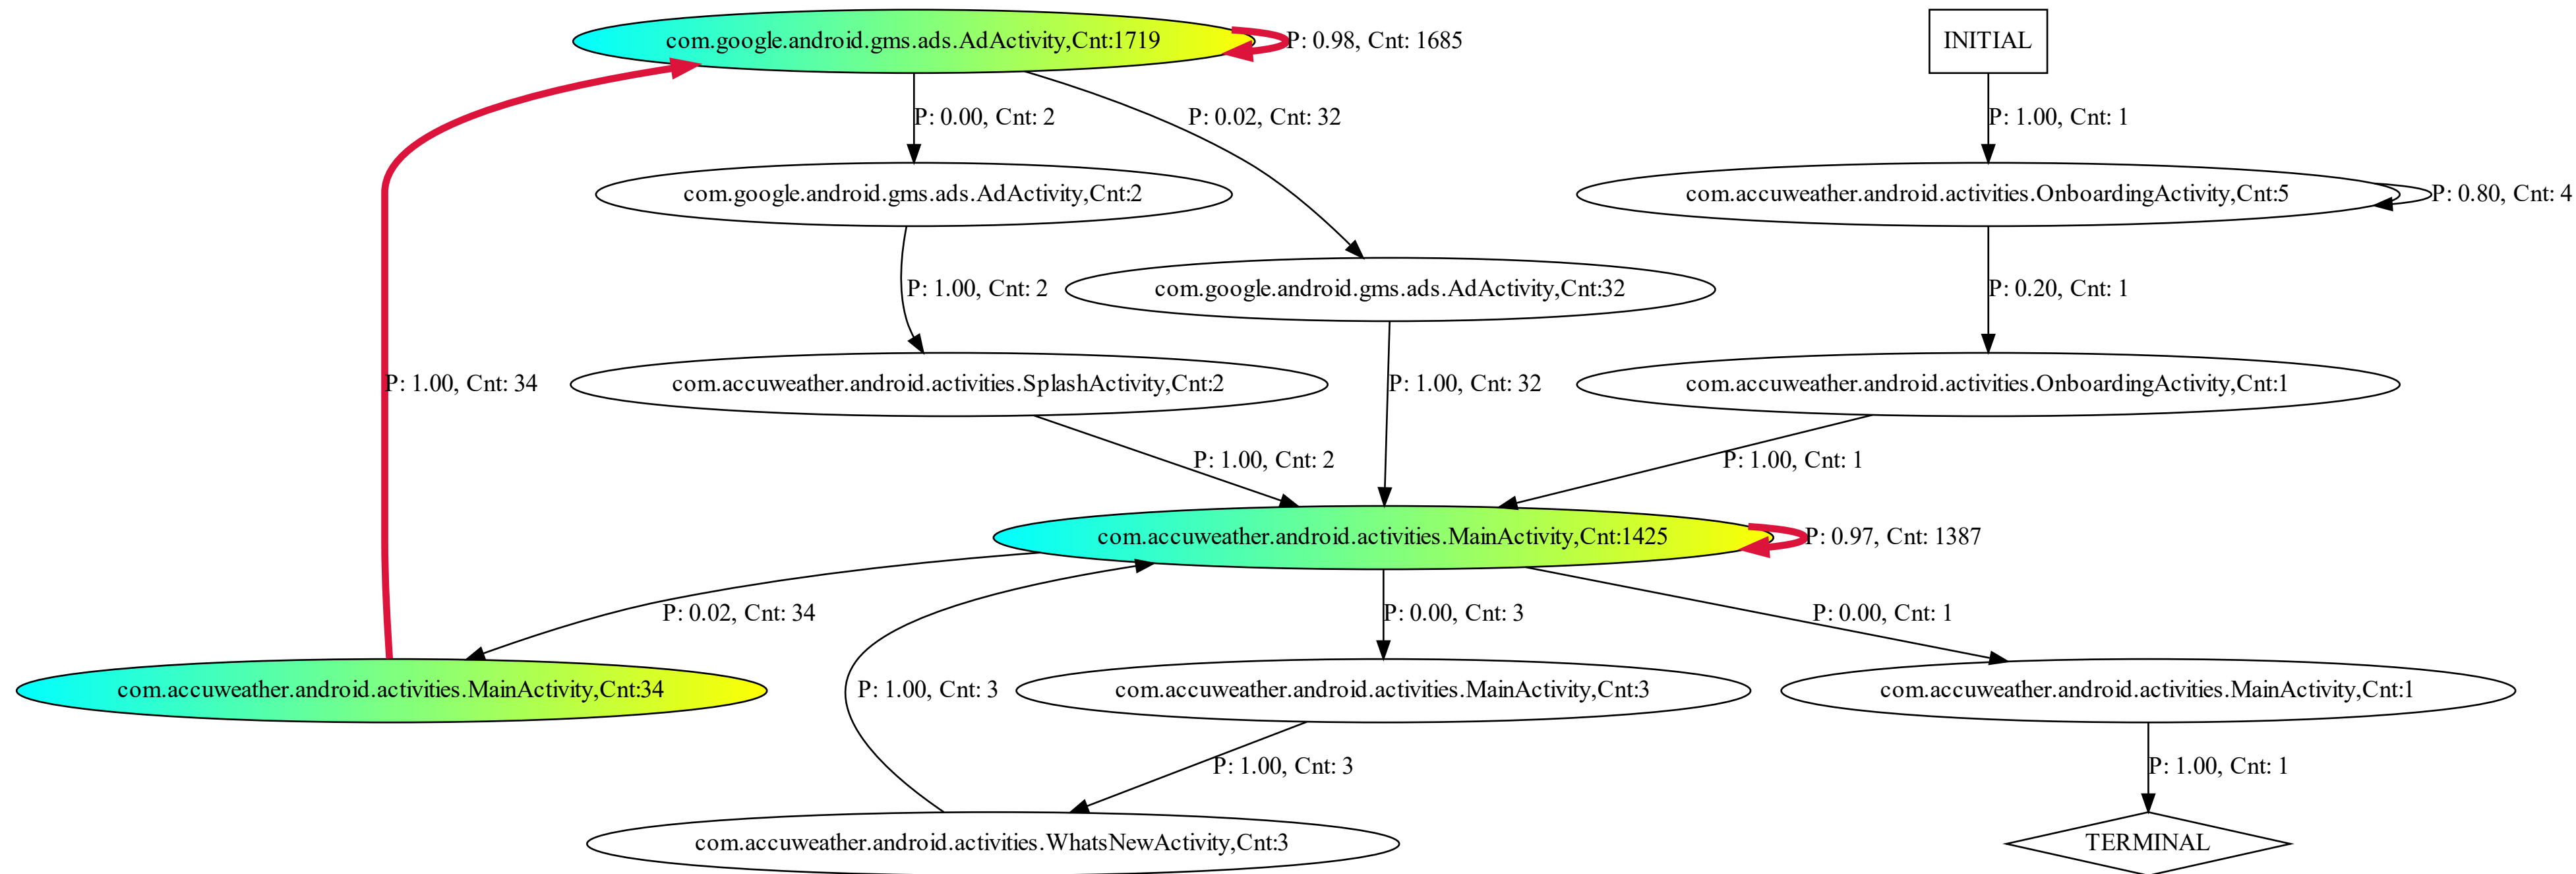 com.google.android.gms.ads.AdActivity,Cnt:1719
P: 0.98, Cnt: 1685
INITIAL
P: 0.00, Cnt: 2
P: 0.02, Cnt: 32
P: 1.00, Cnt: 1
com.google.android.gms.ads.AdActivity,Cnt:2
com.accuweather.android.activities.OnboardingActivity,Cnt:5
P: 0.80, Cnt: 4
P: 1.00, Cnt: 2
com.google.android.gms.ads.AdActivity,Cnt:32
P: 0.20, Cnt: 1
P: 1.00, Cnt: 34
com.accuweather.android.activities.SplashActivity,Cnt:2
P: 1.00, Cnt: 32
com.accuweather.android.activities.OnboardingActivity,Cnt:1
P: 1.00, Cnt: 2
P: 1.00, Cnt: 1
com.accuweather.android.activities.MainActivity,Cnt:1425
P: 0.97, Cnt: 1387
P: 0.02, Cnt: 34
P: 0.00, Cnt: 3
P: 0.00, Cnt: 1
com.accuweather.android.activities.MainActivity,Cnt:34
P: 1.00, Cnt: 3
com.accuweather.android.activities.MainActivity,Cnt:3
com.accuweather.android.activities.MainActivity,Cnt:1
P: 1.00, Cnt: 3
P: 1.00, Cnt: 1
com.accuweather.android.activities.WhatsNewActivity,Cnt:3
TERMINAL